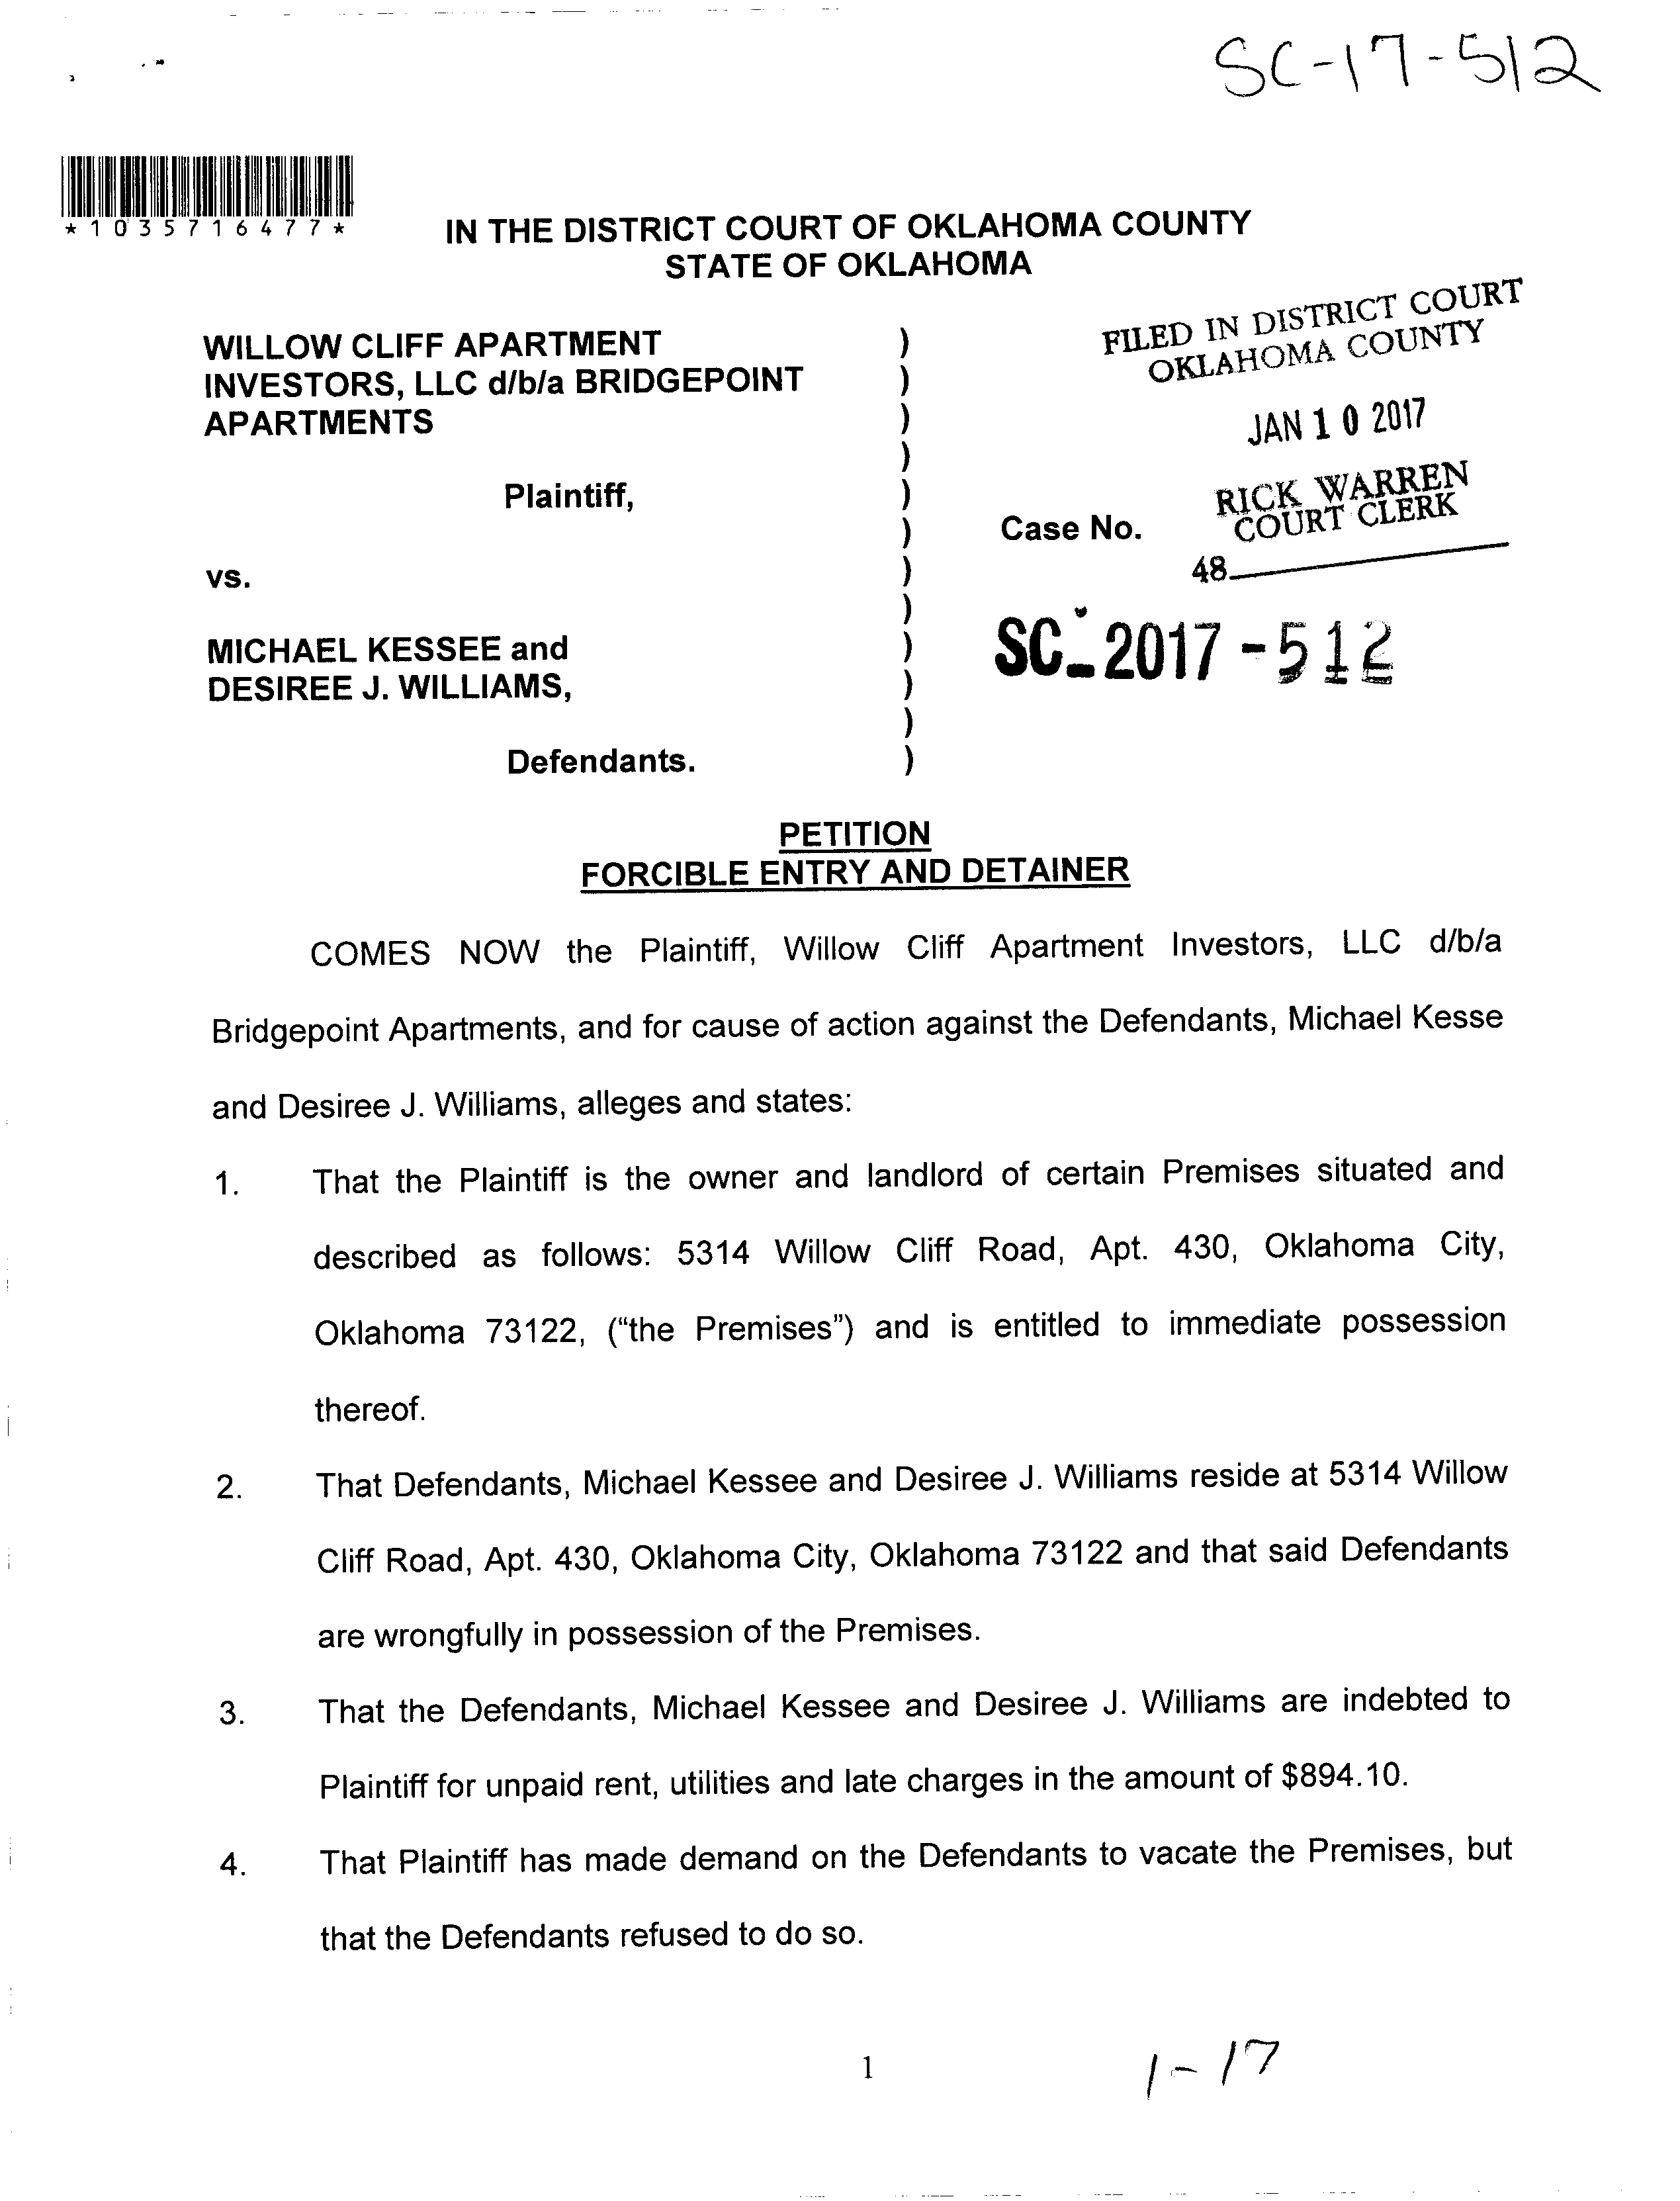 SC-17-512
*1035716477*
IN THE DISTRICT COURT OF OKLAHOMA COUNTY
STATE OF OKLAHOMA
FILED IN DISTRICT COURT
OKLAHOMA COUNTY
JAN 10 2017
RICK WARREN
COURT CLERK
48
WILLOW CLIFF APARTMENT )
INVESTORS, LLC d/b/a BRIDGEPOINT )
APARTMENTS )
)
Plaintiff, )
) Case No.
vs. )
)
MICHAEL KESSEE and ) SC-2017-512
DESIREE J. WILLIAMS, )
)
Defendants. )
PETITION
FORCIBLE ENTRY AND DETAINER
COMES NOW the Plaintiff, Willow Cliff Apartment Investors, LLC d/b/a
Bridgepoint Apartments, and for cause of action against the Defendants, Michael Kesse
and Desiree J. Williams, alleges and states:
1. That the Plaintiff is the owner and landlord of certain Premises situated and
described as follows: 5314 Willow Cliff Road, Apt. 430, Oklahoma City,
Oklahoma 73122, (“the Premises”) and is entitled to immediate possession
thereof.
2. That Defendants, Michael Kessee and Desiree J. Williams reside at 5314 Willow
Cliff Road, Apt. 430, Oklahoma City, Oklahoma 73122 and that said Defendants
are wrongfully in possession of the Premises.
3. That the Defendants, Michael Kessee and Desiree J. Williams are indebted to
Plaintiff for unpaid rent, utilities and late charges in the amount of $894.10.
4. That Plaintiff has made demand on the Defendants to vacate the Premises, but
that the Defendants refused to do so.
1
1-17